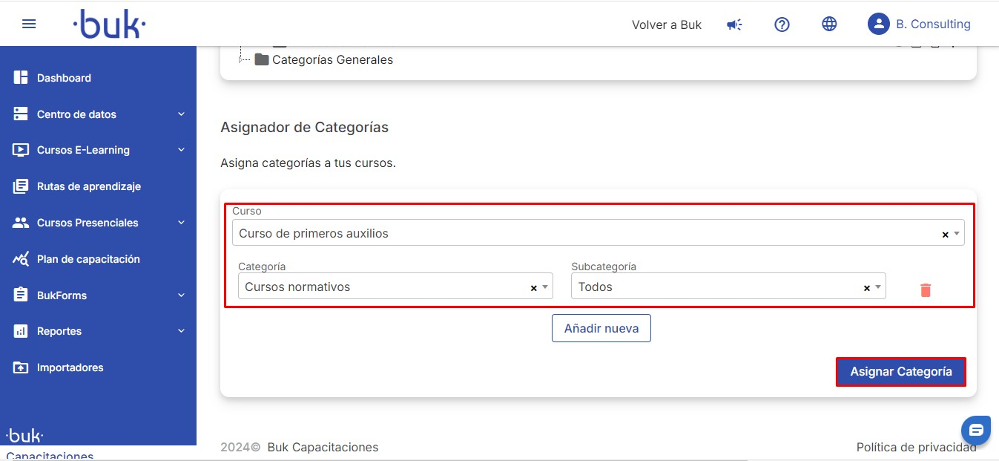 ·buk·
Volver a Buk
B. Consulting
Dashboard
Centro de datos
Cursos E-Learning
Rutas de aprendizaje
Cursos Presenciales
Plan de capacitación
BukForms
Reportes
Importadores
·buk·
Capacitaciones
Categorías Generales
Asignador de Categorías
Asigna categorías a tus cursos.
Curso
Curso de primeros auxilios
Categoría
Cursos normativos
Subcategoría
Todos
Añadir nueva
Asignar Categoría
2024© Buk Capacitaciones
Política de privacidad